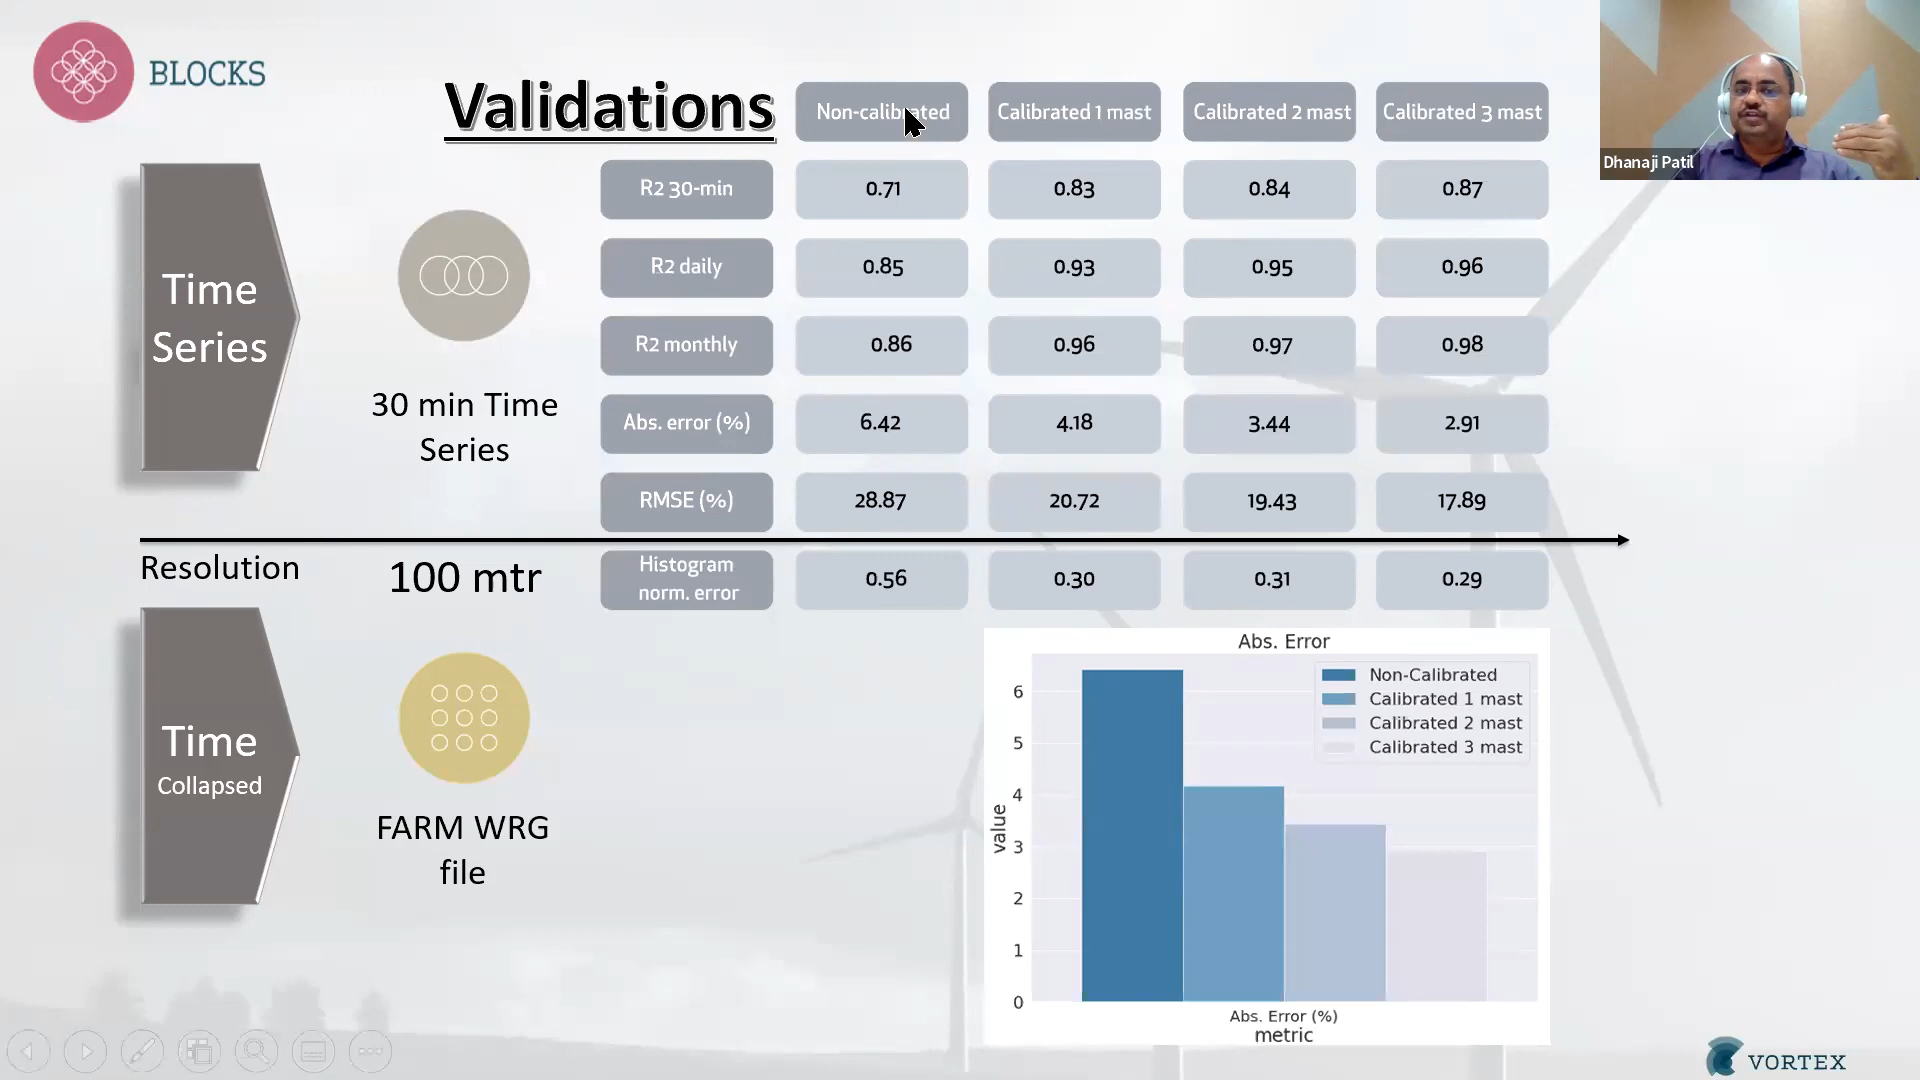 BLOCKS
Validations
Non-calibrated
Calibrated 1 mast
Calibrated 2 mast
Calibrated 3 mast
Dhanaji Patil
R2 30-min
0.71
0.83
0.84
0.87
R2 daily
0.85
0.93
0.95
0.96
R2 monthly
0.86
0.96
0.97
0.98
Abs. error (%)
6.42
4.18
3.44
2.91
RMSE (%)
28.87
20.72
19.43
17.89
Histogram
norm. error
0.56
0.30
0.31
0.29
Time
Series
30 min Time
Series
Resolution
100 mtr
Time
Collapsed
FARM WRG
file
Abs. Error
Non-Calibrated
Calibrated 1 mast
Calibrated 2 mast
Calibrated 3 mast
6
5
4
3
2
1
0
value
Abs. Error (%)
metric
VORTEX